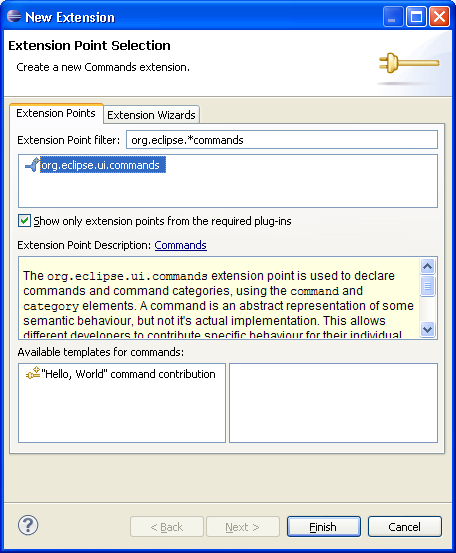 New Extension
Extension Point Selection
Create a new Commands extension.
Extension Points
Extension Wizards
Extension Point filter:
org.eclipse.*commands
org.eclipse.ui.commands
Show only extension points from the required plug-ins
Extension Point Description: Commands
The org.eclipse.ui.commands extension point is used to declare
commands and command categories, using the command and
category elements. A command is an abstract representation of some
semantic behaviour, but not it's actual implementation. This allows
different developers to contribute specific behaviour for their individual
Available templates for commands:
"Hello, World" command contribution
< Back
Next >
Finish
Cancel